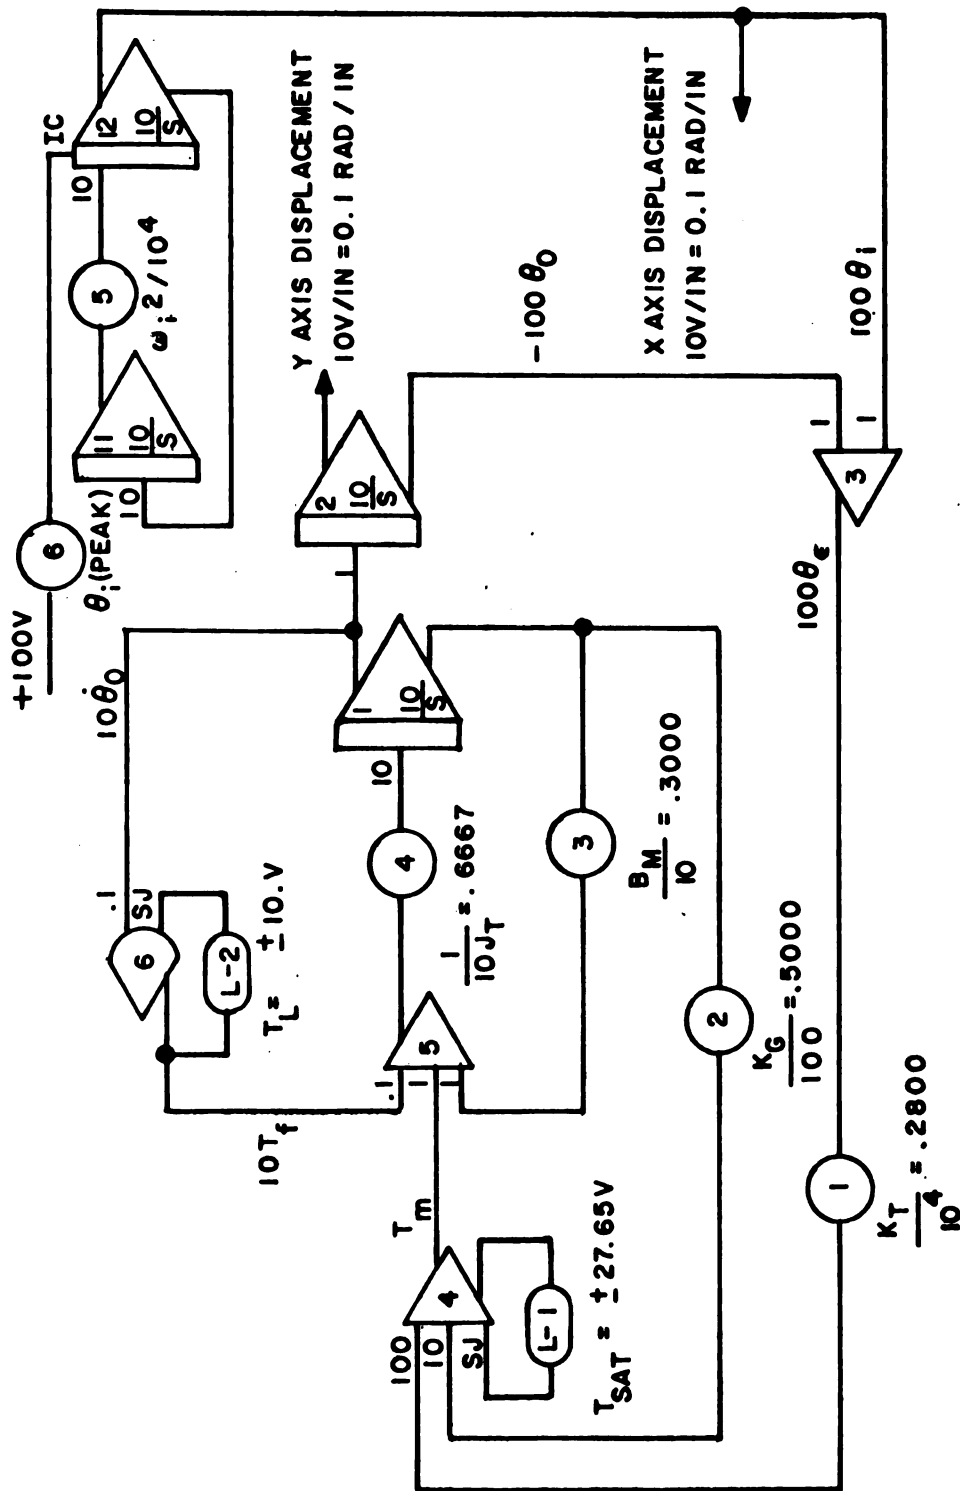 +100V
6
θi (PEAK)
10
11
10/S
5
ωi²/10⁴
10
IC
12
10/S
10θ̇0
.1
SJ
6
L-2
TL = ±10.V
10Tf
1
2
10/S
Y AXIS DISPLACEMENT
10V/IN = 0.1 RAD/IN
-100θ0
X AXIS DISPLACEMENT
10V/IN = 0.1 RAD/IN
100θi
100
10
SJ
4
L-1
TSAT = ±27.65V
Tm
.1
1
1
5
4
1/10JT = .6667
10
1
10/S
3
BM/10 = .3000
2
KG/100 = .5000
1
KT/10⁴ = .2800
100θϵ
3
1
1